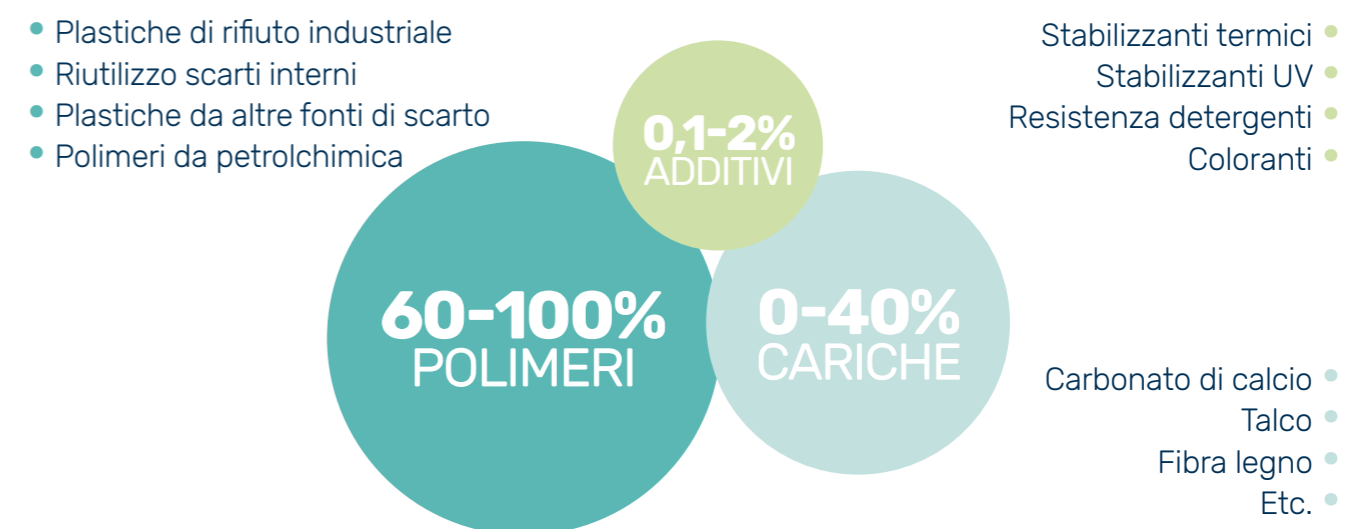 Plastiche di rifiuto industriale
Riutilizzo scarti interni
Plastiche da altre fonti di scarto
Polimeri da petrolchimica
0,1-2%
ADDITIVI
Stabilizzanti termici
Stabilizzanti UV
Resistenza detergenti
Coloranti
60-100%
POLIMERI
0-40%
CARICHE
Carbonato di calcio
Talco
Fibra legno
Etc.